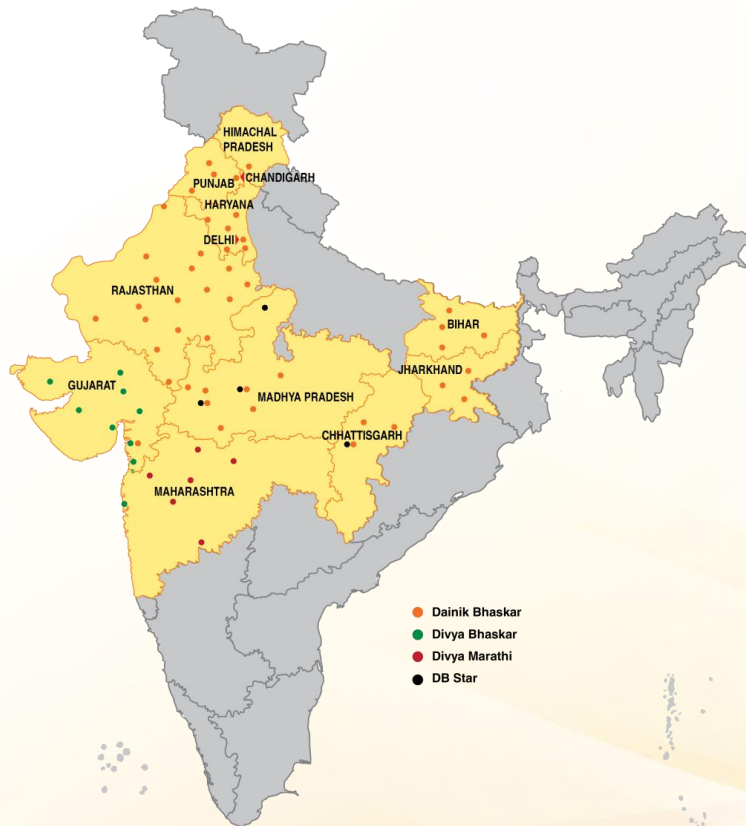 HIMACHAL
PRADESH
PUNJAB
CHANDIGARH
HARYANA
DELHI
RAJASTHAN
BIHAR
JHARKHAND
GUJARAT
MADHYA PRADESH
CHHATTISGARH
MAHARASHTRA
Dainik Bhaskar
Divya Bhaskar
Divya Marathi
DB Star